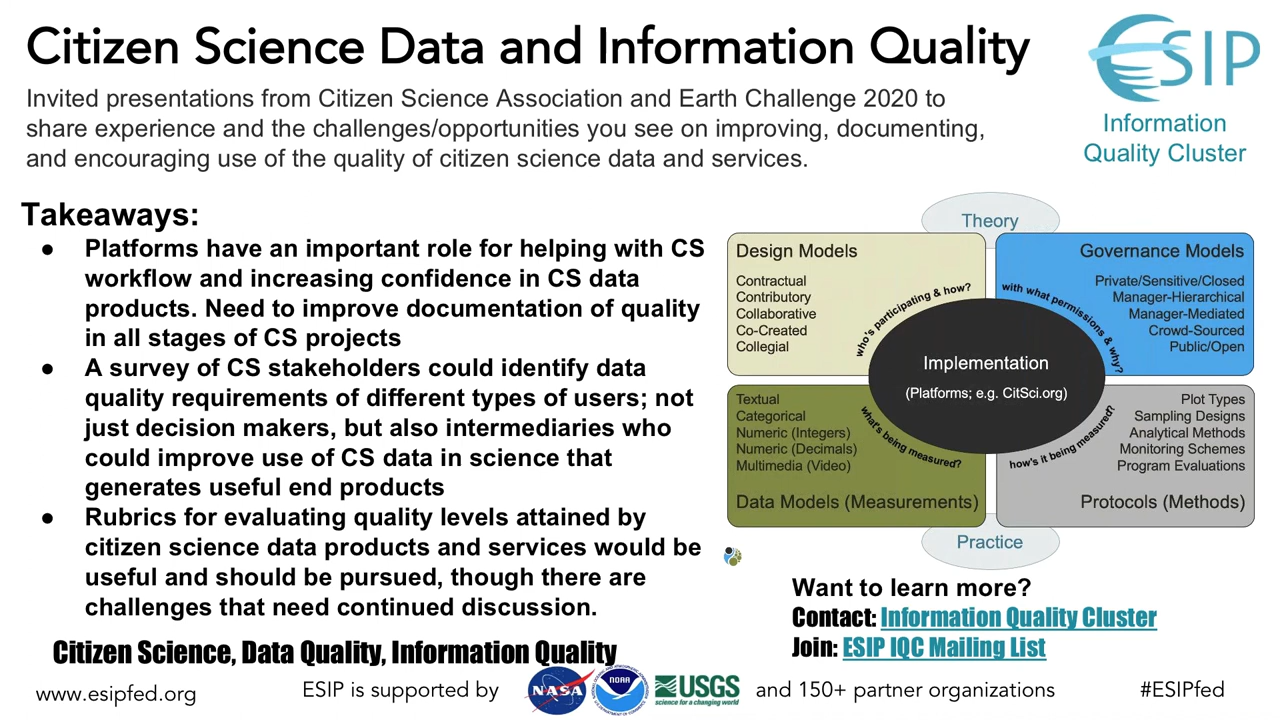 Citizen Science Data and Information Quality
ESIP
Information
Quality Cluster
Invited presentations from Citizen Science Association and Earth Challenge 2020 to
share experience and the challenges/opportunities you see on improving, documenting,
and encouraging use of the quality of citizen science data and services.
Takeaways:
● Platforms have an important role for helping with CS
workflow and increasing confidence in CS data
products. Need to improve documentation of quality
in all stages of CS projects
● A survey of CS stakeholders could identify data
quality requirements of different types of users; not
just decision makers, but also intermediaries who
could improve use of CS data in science that
generates useful end products
● Rubrics for evaluating quality levels attained by
citizen science data products and services would be
useful and should be pursued, though there are
challenges that need continued discussion.
Theory
Design Models
Contractual
Contributory
Collaborative
Co-Created
Collegial
who's participating & how?
Governance Models
Private/Sensitive/Closed
Manager-Hierarchical
Manager-Mediated
Crowd-Sourced
Public/Open
with what permissions & why?
Implementation
(Platforms; e.g. CitSci.org)
Textual
Categorical
Numeric (Integers)
Numeric (Decimals)
Multimedia (Video)
Data Models (Measurements)
what's being measured?
Plot Types
Sampling Designs
Analytical Methods
Monitoring Schemes
Program Evaluations
Protocols (Methods)
how's it being measured?
Practice
Want to learn more?
Contact: Information Quality Cluster
Join: ESIP IQC Mailing List
Citizen Science, Data Quality, Information Quality
www.esipfed.org
ESIP is supported by
NASA
NOAA
USGS
science for a changing world
and 150+ partner organizations
#ESIPfed